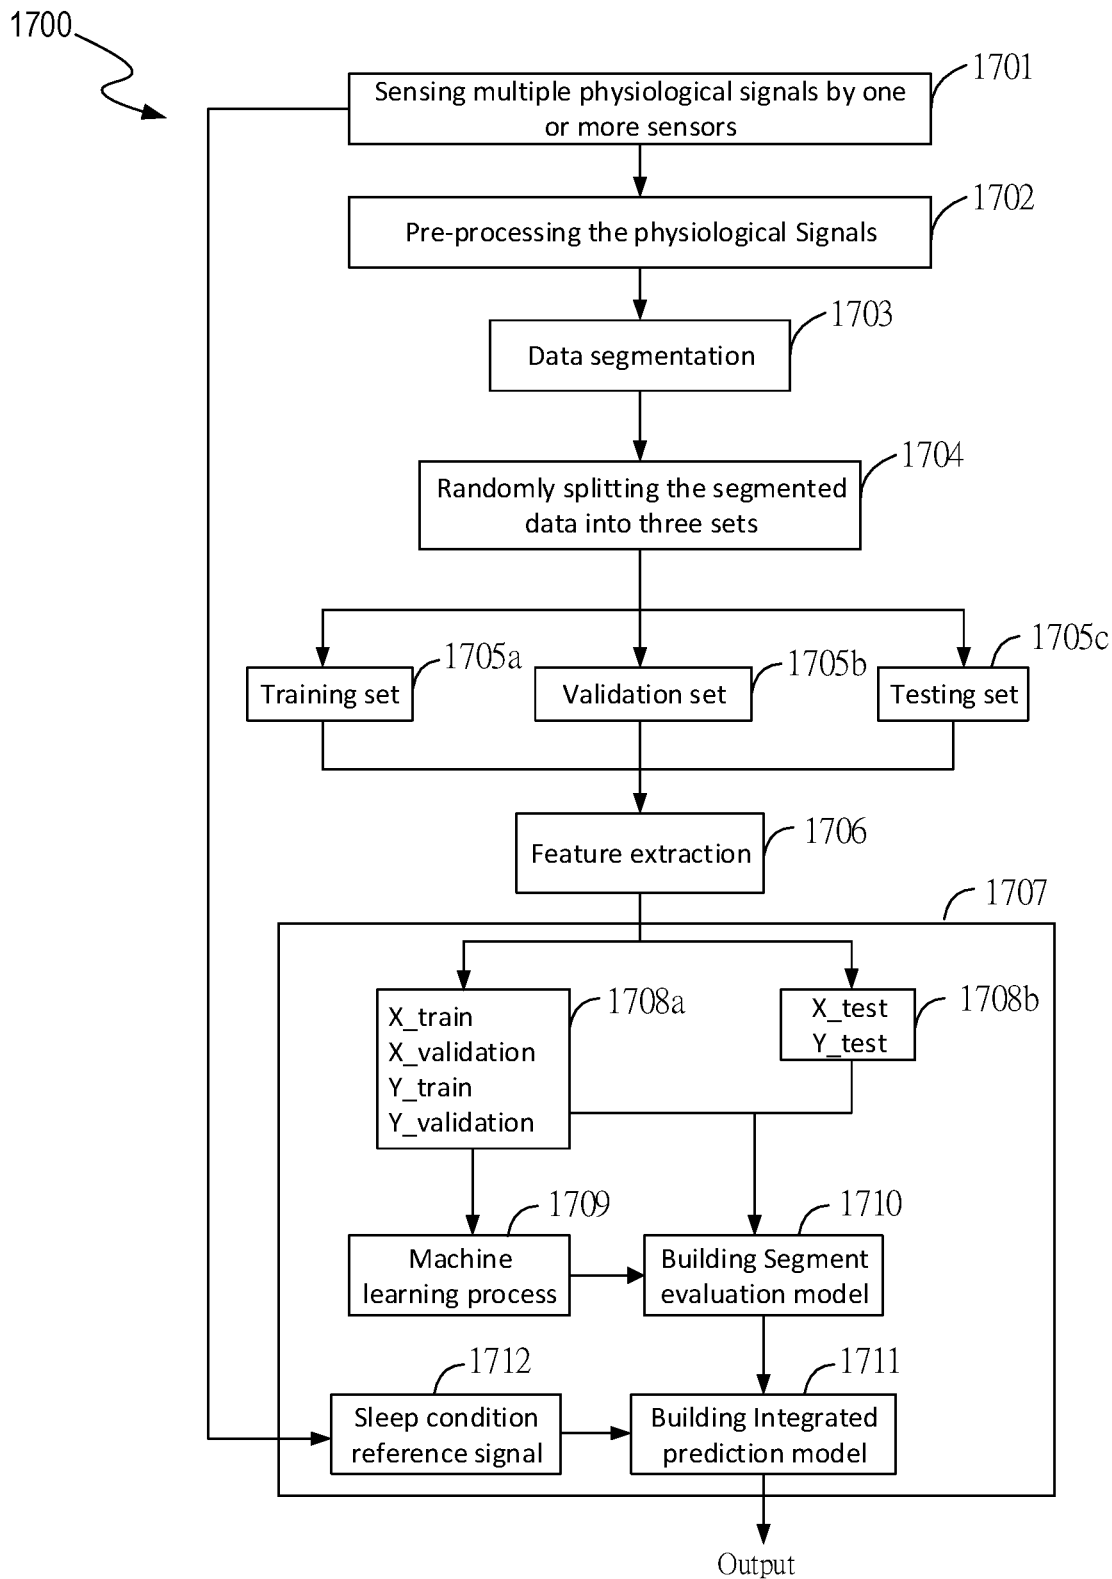 1700
1701
Sensing multiple physiological signals by one
or more sensors
1702
Pre-processing the physiological Signals
1703
Data segmentation
1704
Randomly splitting the segmented
data into three sets
1705a
1705b
1705c
Training set
Validation set
Testing set
1706
Feature extraction
1707
1708a
1708b
X_train
X_validation
Y_train
Y_validation
X_test
Y_test
1709
1710
Machine
learning process
Building Segment
evaluation model
1712
1711
Sleep condition
reference signal
Building Integrated
prediction model
Output